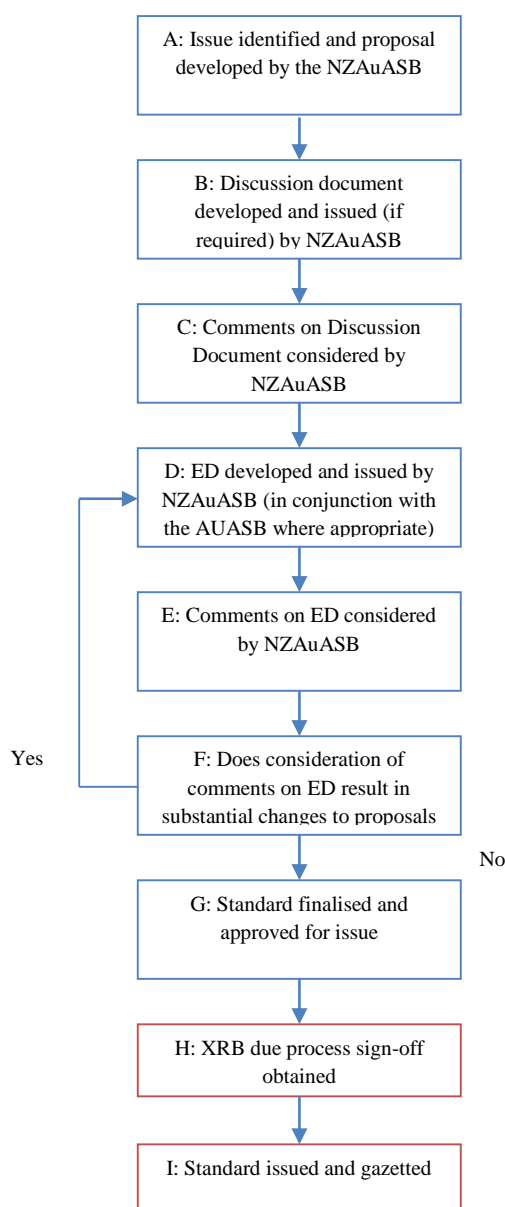 A: Issue identified and proposal
developed by the NZAuASB
B: Discussion document
developed and issued (if
required) by NZAuASB
C: Comments on Discussion
Document considered by
NZAuASB
D: ED developed and issued by
NZAuASB (in conjunction with
the AUASB where appropriate)
E: Comments on ED considered
by NZAuASB
Yes
F: Does consideration of
comments on ED result in
substantial changes to proposals
No
G: Standard finalised and
approved for issue
H: XRB due process sign-off
obtained
I: Standard issued and gazetted